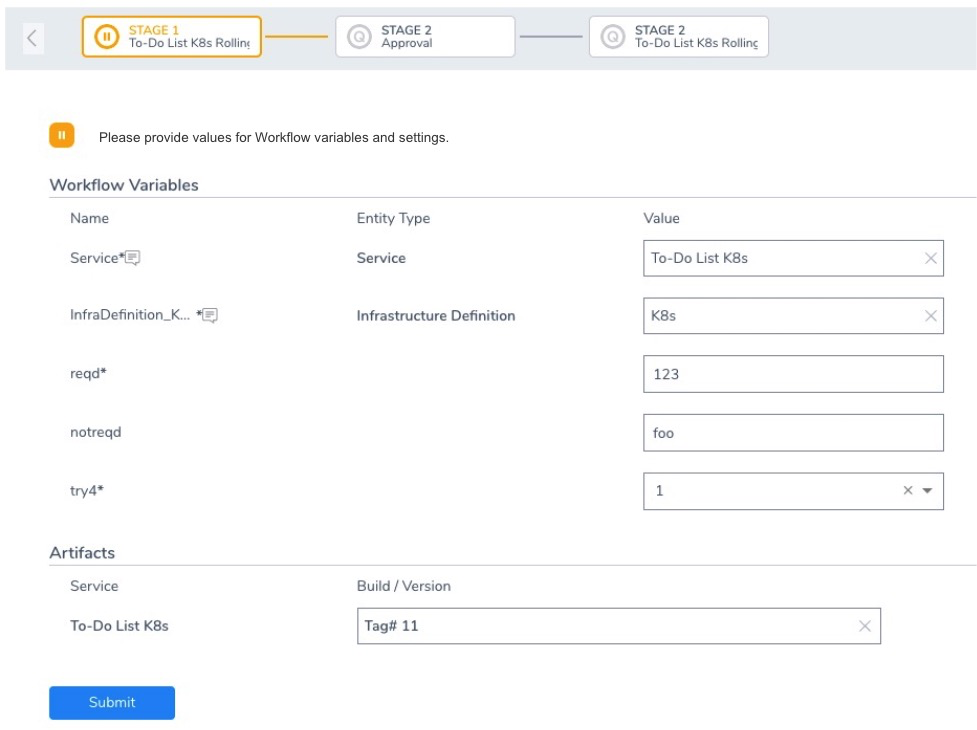 STAGE 1
To-Do List K8s Rolling
STAGE 2
Approval
STAGE 2
To-Do List K8s Rolling
Please provide values for Workflow variables and settings.
Workflow Variables
Name Entity Type Value
Service* Service To-Do List K8s
InfraDefinition_K... * Infrastructure Definition K8s
reqd* 123
notreqd foo
try4* 1
Artifacts
Service Build / Version
To-Do List K8s Tag# 11
Submit